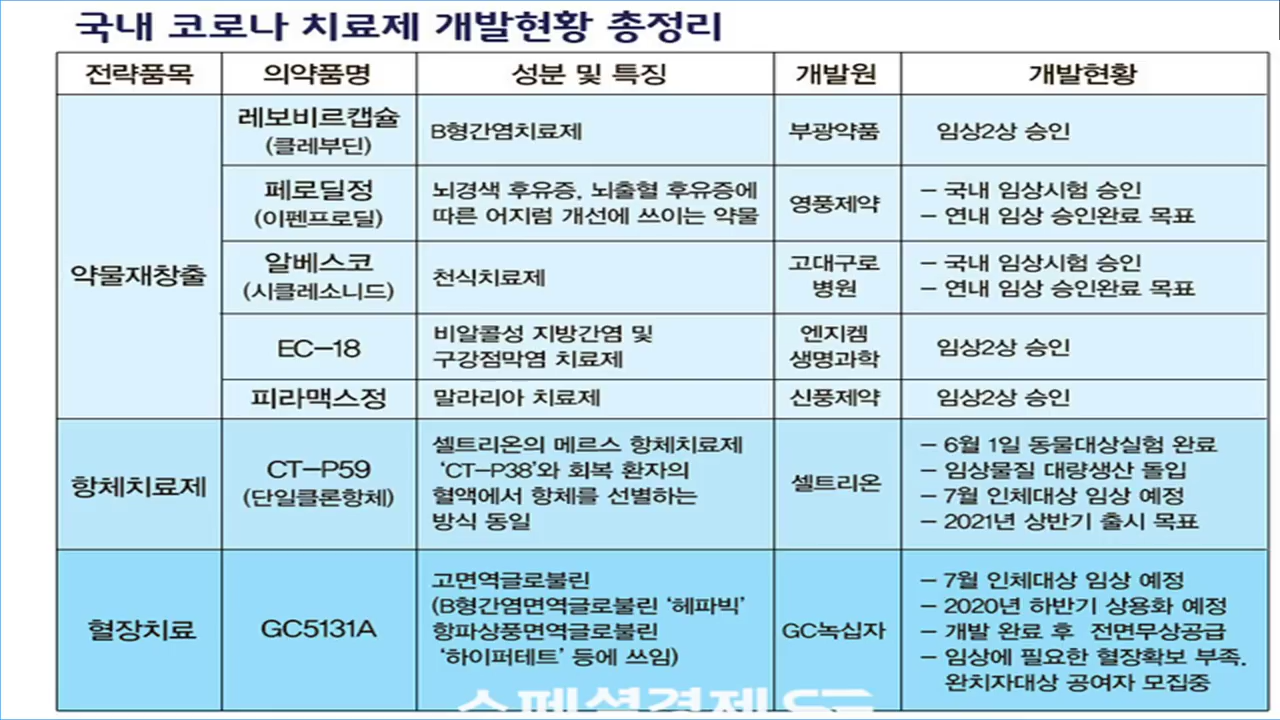 국내 코로나 치료제 개발현황 총정리
전략품목 의약품명 성분 및 특징 개발원 개발현황
약물재창출
레보비르캡슐
(클레부딘)
B형간염치료제
부광약품
임상2상 승인
페로딜정
(이펜프로딜)
뇌경색 후유증, 뇌출혈 후유증에
따른 어지럼 개선에 쓰이는 약물
영풍제약
- 국내 임상시험 승인
- 연내 임상 승인완료 목표
알베스코
(시클레소니드)
천식치료제
고대구로
병원
- 국내 임상시험 승인
- 연내 임상 승인완료 목표
EC-18
비알콜성 지방간염 및
구강점막염 치료제
엔지켐
생명과학
임상2상 승인
피라맥스정
말라리아 치료제
신풍제약
임상2상 승인
항체치료제
CT-P59
(단일클론항체)
셀트리온의 메르스 항체치료제
‘CT-P38’와 회복 환자의
혈액에서 항체를 선별하는
방식 동일
셀트리온
- 6월 1일 동물대상실험 완료
- 임상물질 대량생산 돌입
- 7월 인체대상 임상 예정
- 2021년 상반기 출시 목표
혈장치료
GC5131A
고면역글로불린
(B형간염면역글로불린 ‘헤파빅’
항파상풍면역글로불린
‘하이퍼테트’ 등에 쓰임)
GC녹십자
- 7월 인체대상 임상 예정
- 2020년 하반기 상용화 예정
- 개발 완료 후 전면무상공급
- 임상에 필요한 혈장확보 부족,
완치자대상 공여자 모집중
스페셜경제